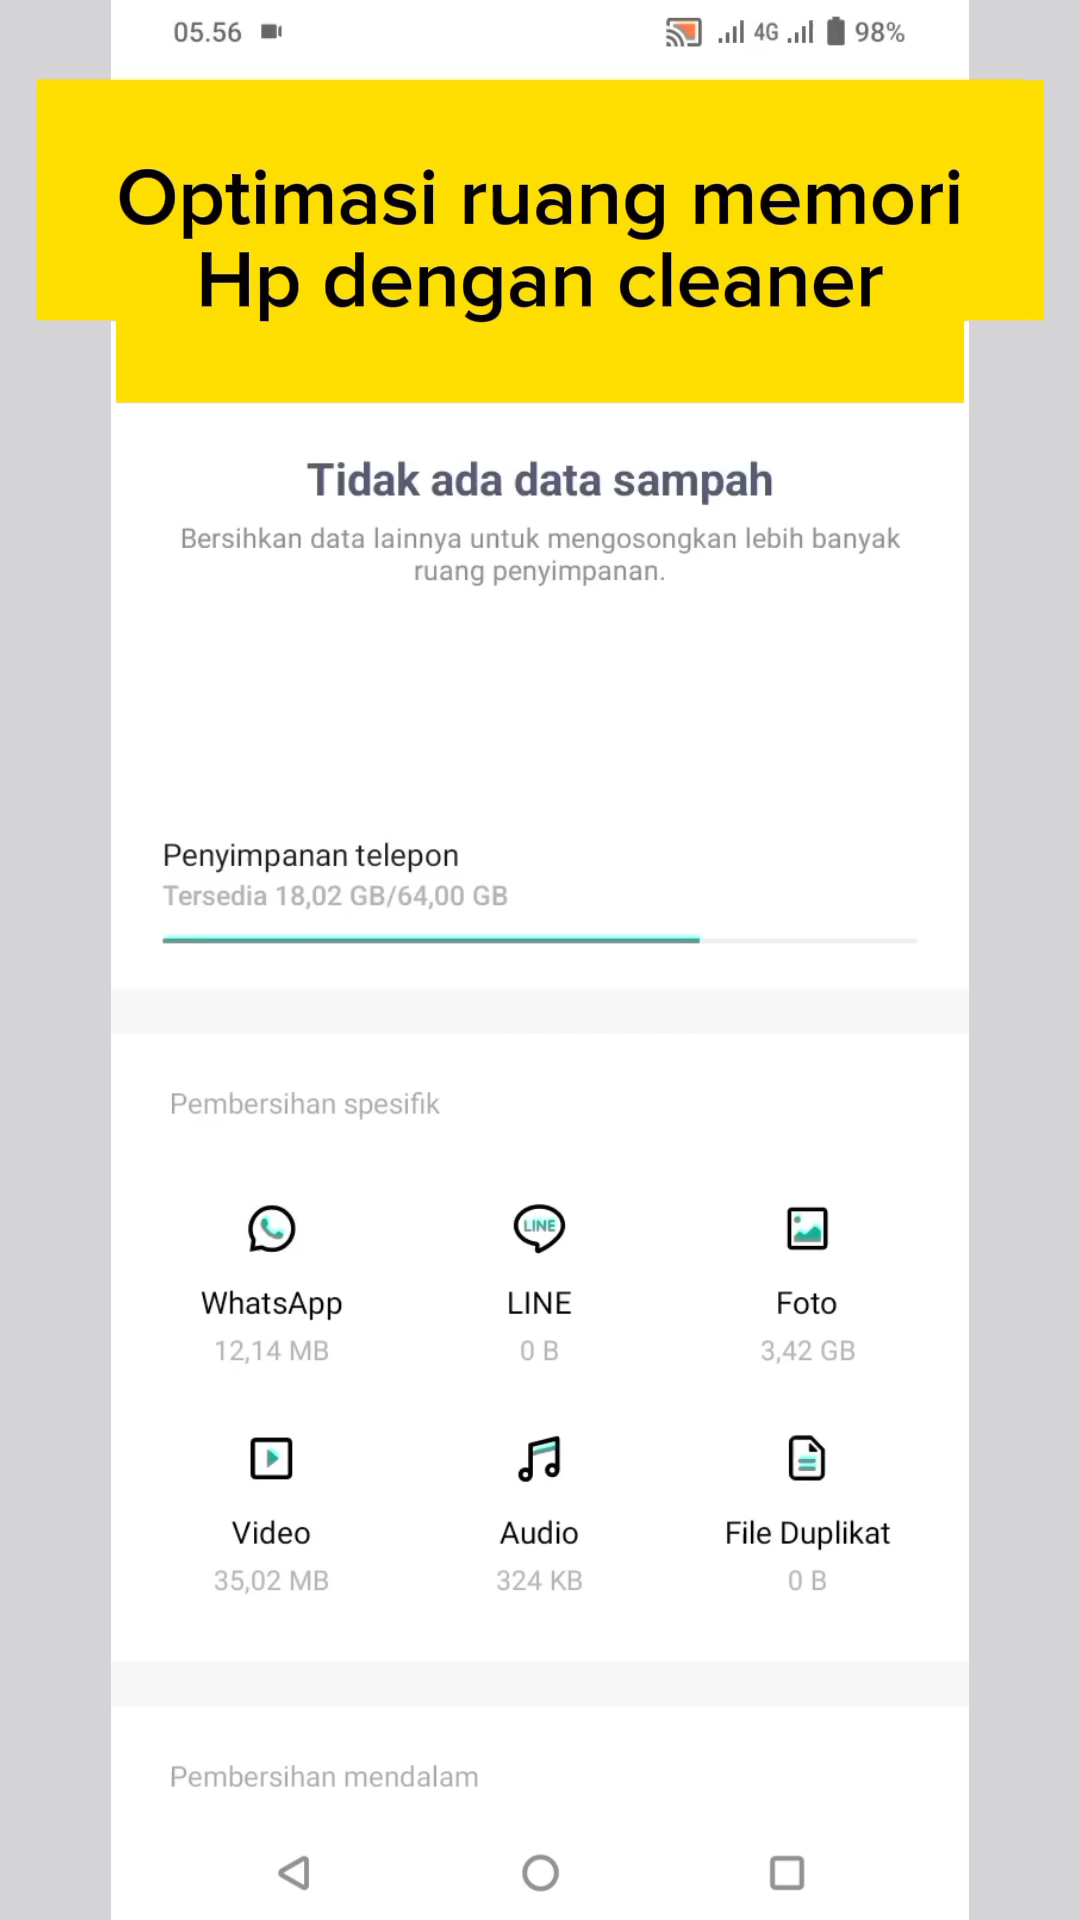 05.56
4G
98%
Optimasi ruang memori
Hp dengan cleaner
Tidak ada data sampah
Bersihkan data lainnya untuk mengosongkan lebih banyak
ruang penyimpanan.
Penyimpanan telepon
Tersedia 18,02 GB/64,00 GB
Pembersihan spesifik
LINE
WhatsApp
LINE
Foto
12,14 MB
0 B
3,42 GB
Video
Audio
File Duplikat
35,02 MB
324 KB
0 B
Pembersihan mendalam